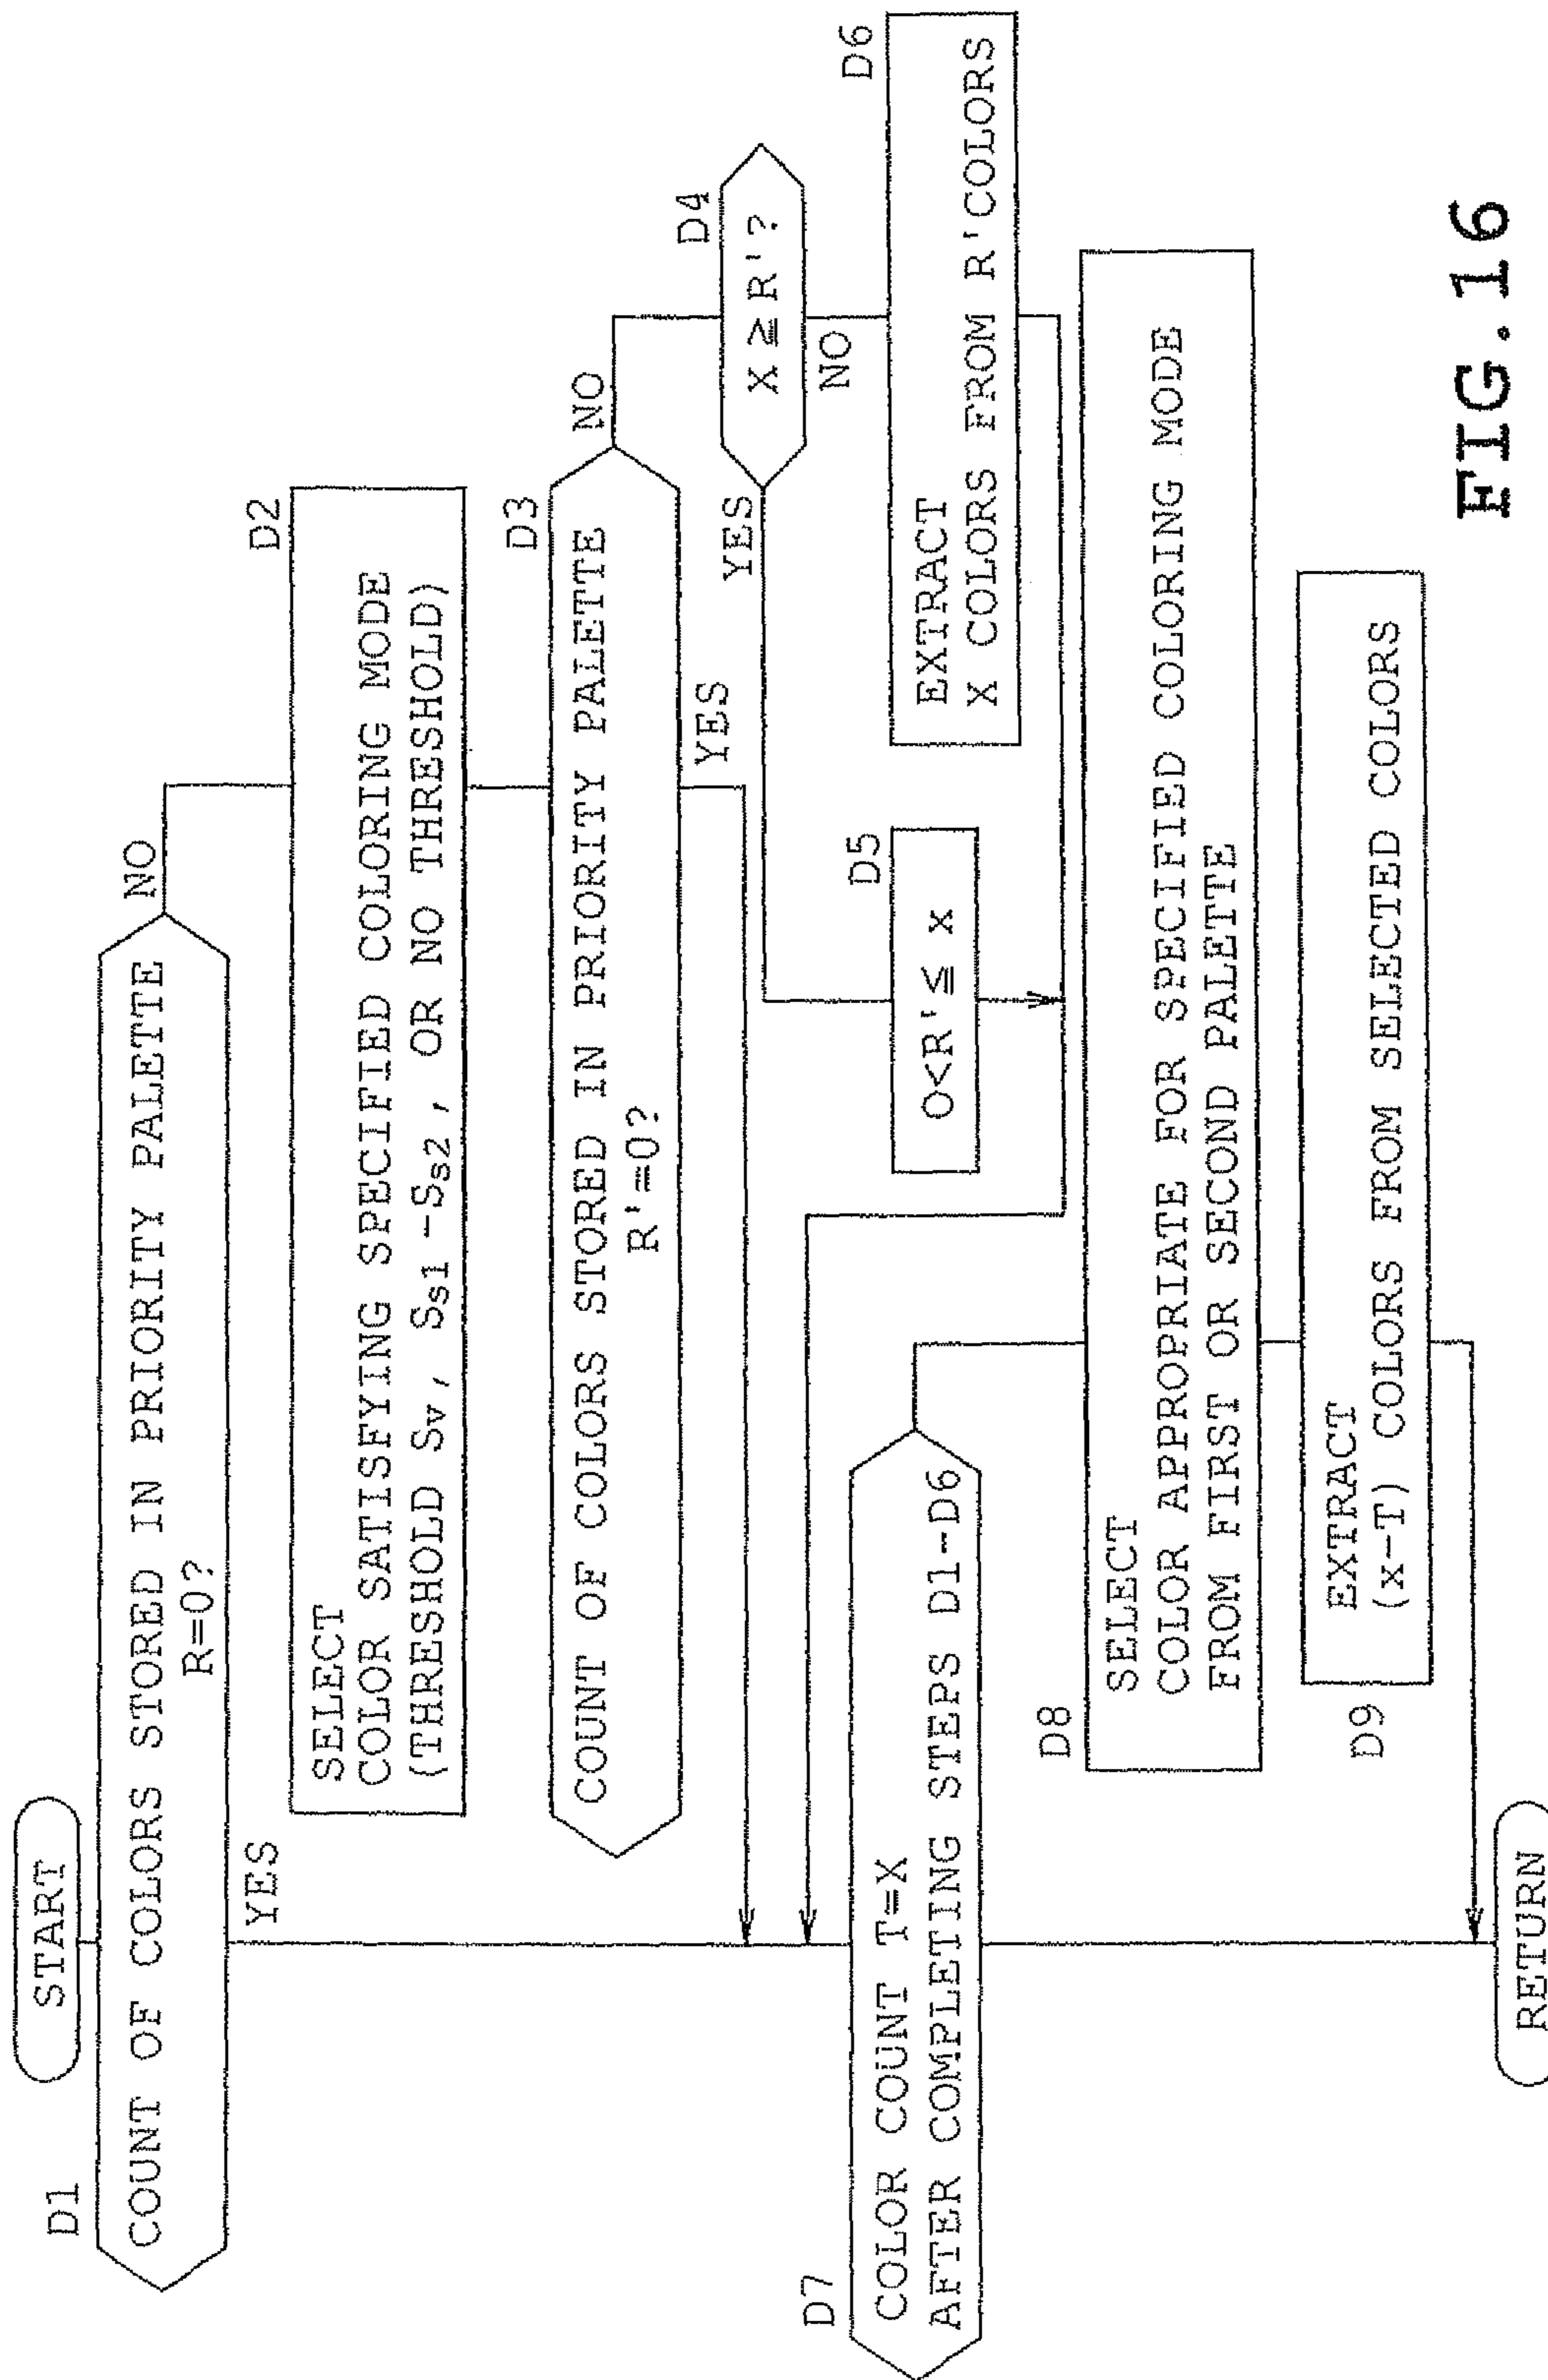 START
D1
COUNT OF COLORS STORED IN PRIORITY PALETTE
R=0?
NO
YES
D2
SELECT
COLOR SATISFYING SPECIFIED COLORING MODE
(THRESHOLD Sv, Ss1 -Ss2, OR NO THRESHOLD)
D3
COUNT OF COLORS STORED IN PRIORITY PALETTE
R'=0?
NO
YES
D4
X ≧ R'?
YES
NO
D5
0<R'≦ x
D6
EXTRACT
X COLORS FROM R'COLORS
D7
COLOR COUNT T=X
AFTER COMPLETING STEPS D1-D6
D8
SELECT
COLOR APPROPRIATE FOR SPECIFIED COLORING MODE
FROM FIRST OR SECOND PALETTE
D9
EXTRACT
(x-T) COLORS FROM SELECTED COLORS
RETURN
FIG.16